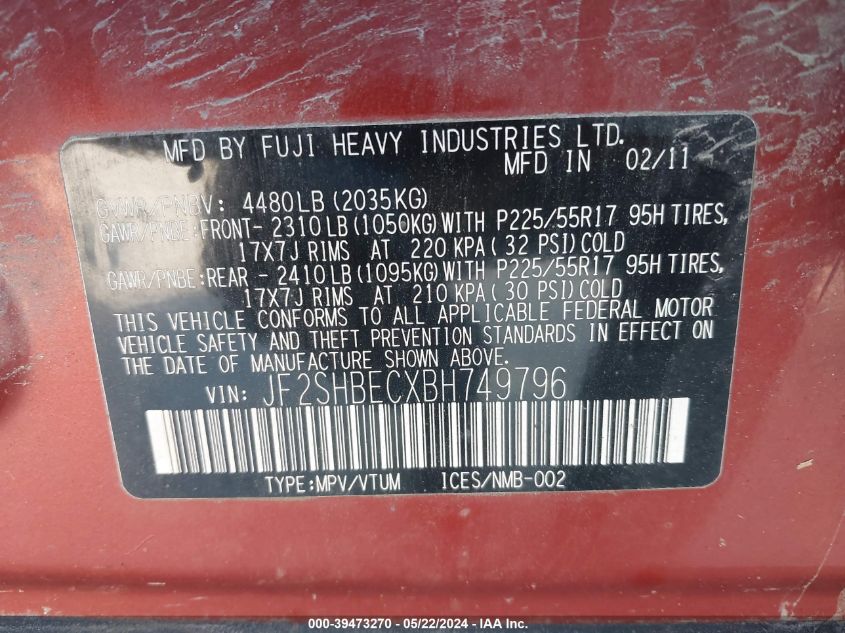 MFD BY FUJI HEAVY INDUSTRIES LTD.
MFD IN 02/11
GVWR/PNBV: 4480LB (2035KG)
GAWR/PNBE:FRONT- 2310LB(1050KG)WITH P225/55R17 95H TIRES,
17X7J RIMS AT 220KPA( 32 PSI)COLD
GAWR/PNBE:REAR - 2410LB(1095KG)WITH P225/55R17 95H TIRES,
17X7J RIMS AT 210KPA( 30 PSI)COLD
THIS VEHICLE CONFORMS TO ALL APPLICABLE FEDERAL MOTOR
VEHICLE SAFETY AND THEFT PREVENTION STANDARDS IN EFFECT ON
THE DATE OF MANUFACTURE SHOWN ABOVE.
VIN: JF2SHBECXBH749796
TYPE:MPV/VTUM ICES/NMB-002
000-39473270 - 05/22/2024 - IAA Inc.